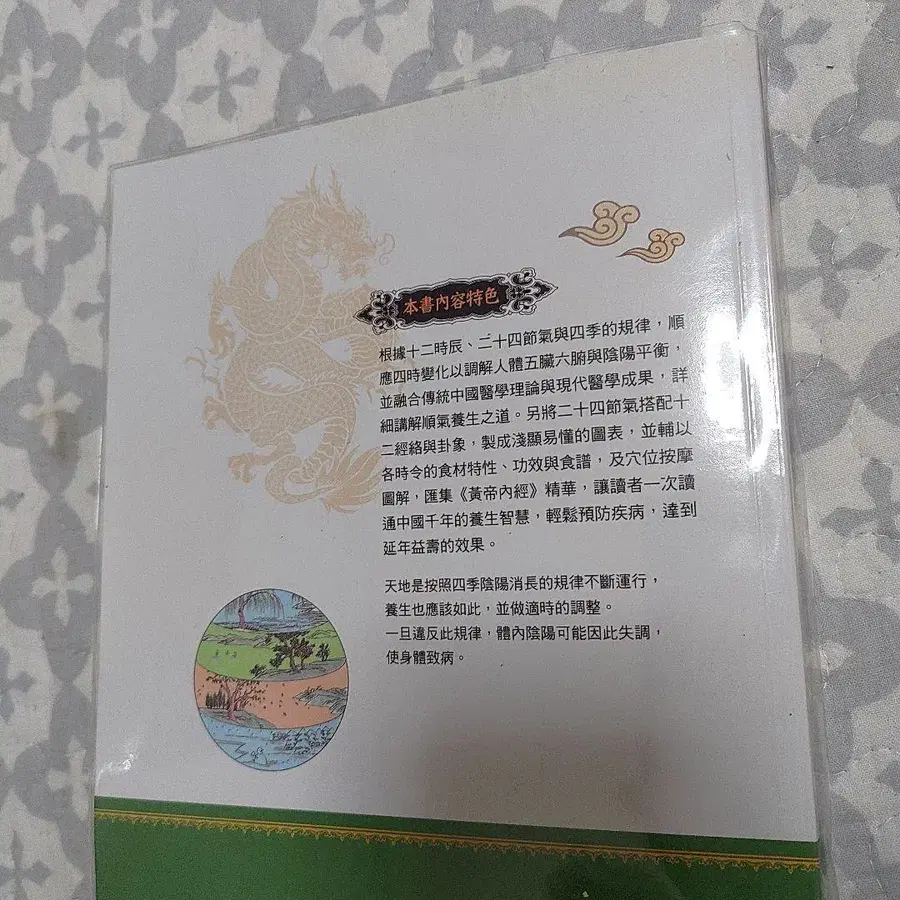 本書內容特色
根據十二時辰、二十四節氣與四季的規律，順
應四時變化以調解人體五臟六腑與陰陽平衡，
並融合傳統中國醫學理論與現代醫學成果，詳
細講解順氣養生之道。另將二十四節氣搭配十
二經絡與卦象，製成淺顯易懂的圖表，並輔以
各時令的食材特性、功效與食譜，及穴位按摩
圖解，匯集《黃帝內經》精華，讓讀者一次讀
通中國千年的養生智慧，輕鬆預防疾病，達到
延年益壽的效果。
天地是按照四季陰陽消長的規律不斷運行，
養生也應該如此，並做適時的調整。
一旦違反此規律，體內陰陽可能因此失調，
使身體致病。